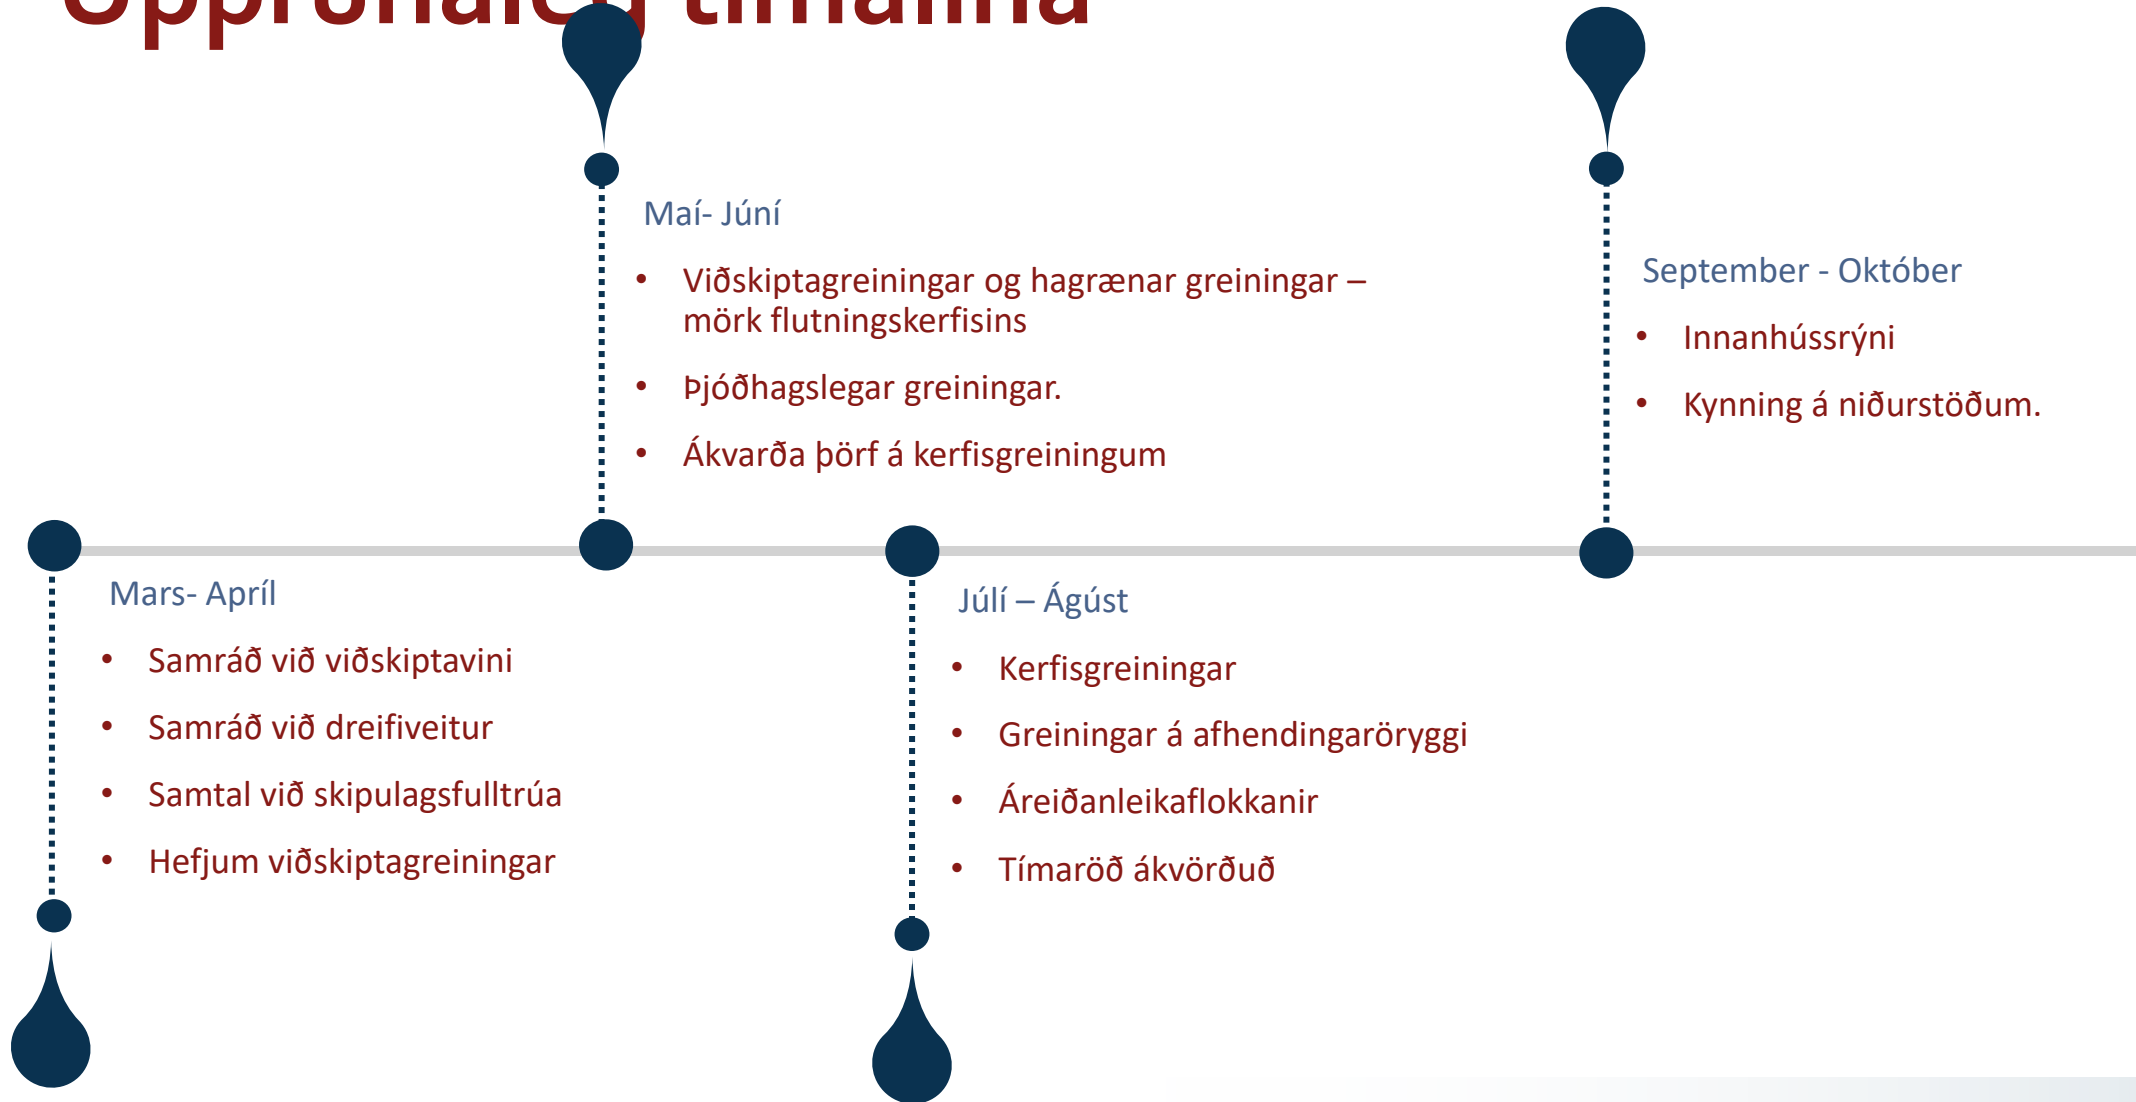 Upprunaleg tímalína
Maí- Júní
• Viðskiptagreiningar og hagrænar greiningar –
mörk flutningskerfisins
• Þjóðhagslegar greiningar.
• Ákvarða þörf á kerfisgreiningum
September - Október
• Innanhússrýni
• Kynning á niðurstöðum.
Mars- Apríl
• Samráð við viðskiptavini
• Samráð við dreifiveitur
• Samtal við skipulagsfulltrúa
• Hefjum viðskiptagreiningar
Júlí – Ágúst
• Kerfisgreiningar
• Greiningar á afhendingaröryggi
• Áreiðanleikaflokkanir
• Tímaröð ákvörðuð